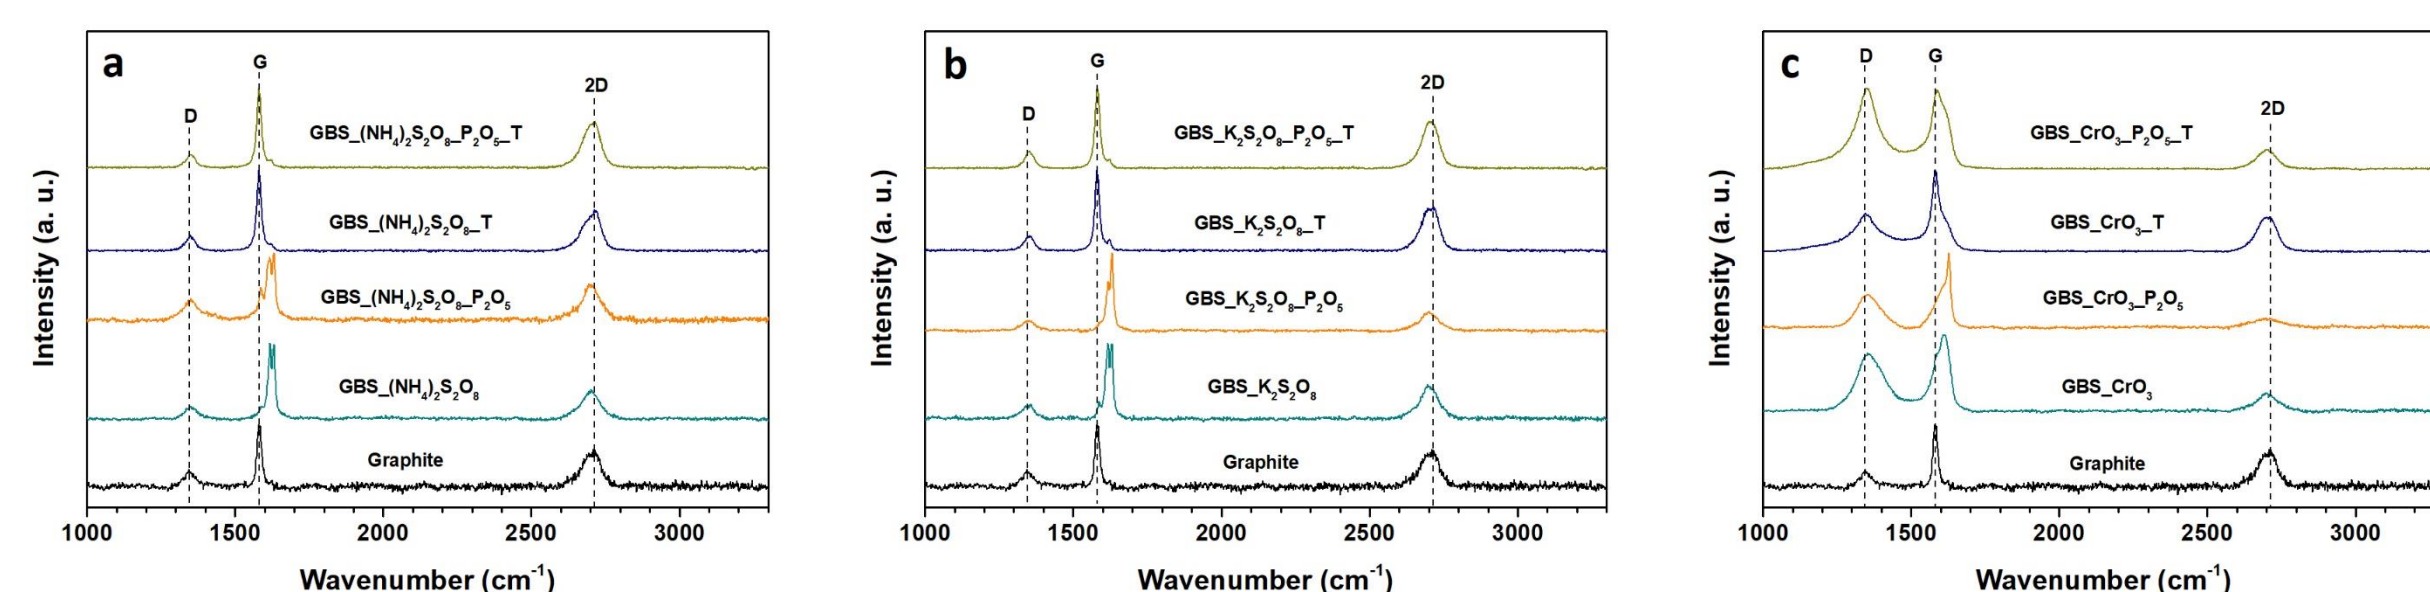 a
G
D
2D
GBS_(NH₄)₂S₂O₈_P₂O₅_T
GBS_(NH₄)₂S₂O₈_T
GBS_(NH₄)₂S₂O₈_P₂O₅
GBS_(NH₄)₂S₂O₈
Graphite
Intensity (a. u.)
1000 1500 2000 2500 3000
Wavenumber (cm⁻¹)
b
G
D
2D
GBS_K₂S₂O₈_P₂O₅_T
GBS_K₂S₂O₈_T
GBS_K₂S₂O₈_P₂O₅
GBS_K₂S₂O₈
Graphite
Intensity (a. u.)
1000 1500 2000 2500 3000
Wavenumber (cm⁻¹)
c
D G
2D
GBS_CrO₃_P₂O₅_T
GBS_CrO₃_T
GBS_CrO₃_P₂O₅
GBS_CrO₃
Graphite
Intensity (a. u.)
1000 1500 2000 2500 3000
Wavenumber (cm⁻¹)